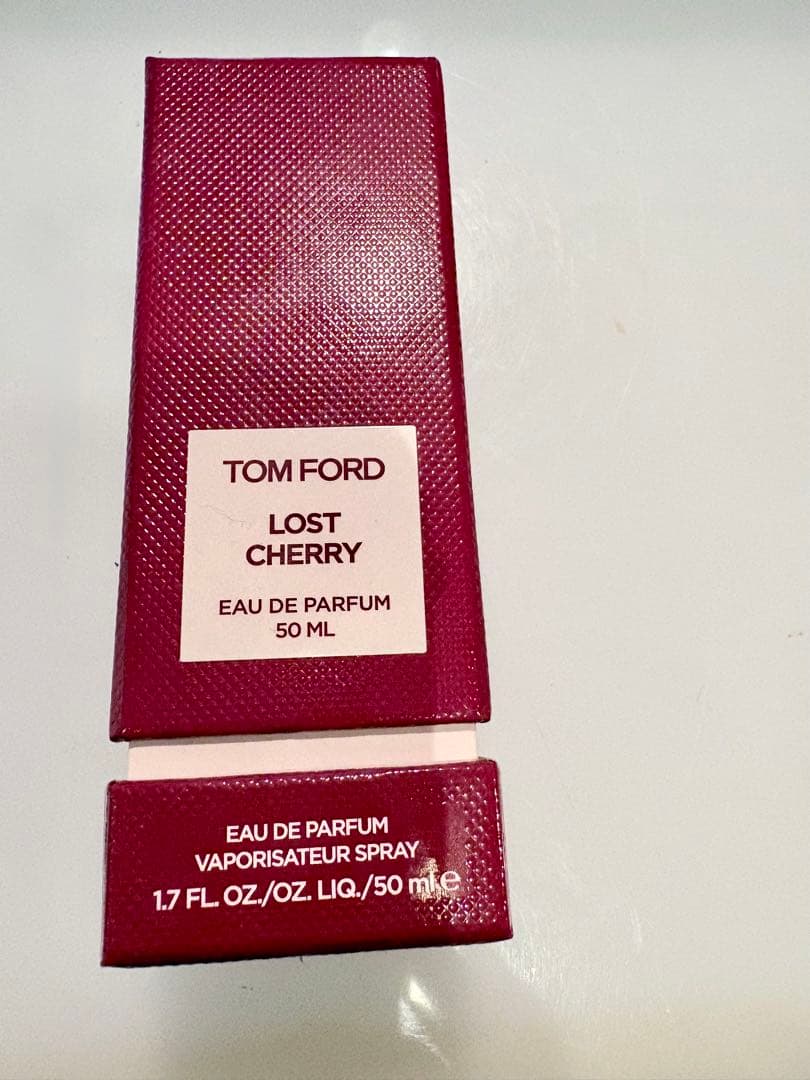 TOM FORD
LOST
CHERRY
EAU DE PARFUM
50 ML
EAU DE PARFUM
VAPORISATEUR SPRAY
1.7 FL. OZ./OZ. LIQ./50 ml ℮